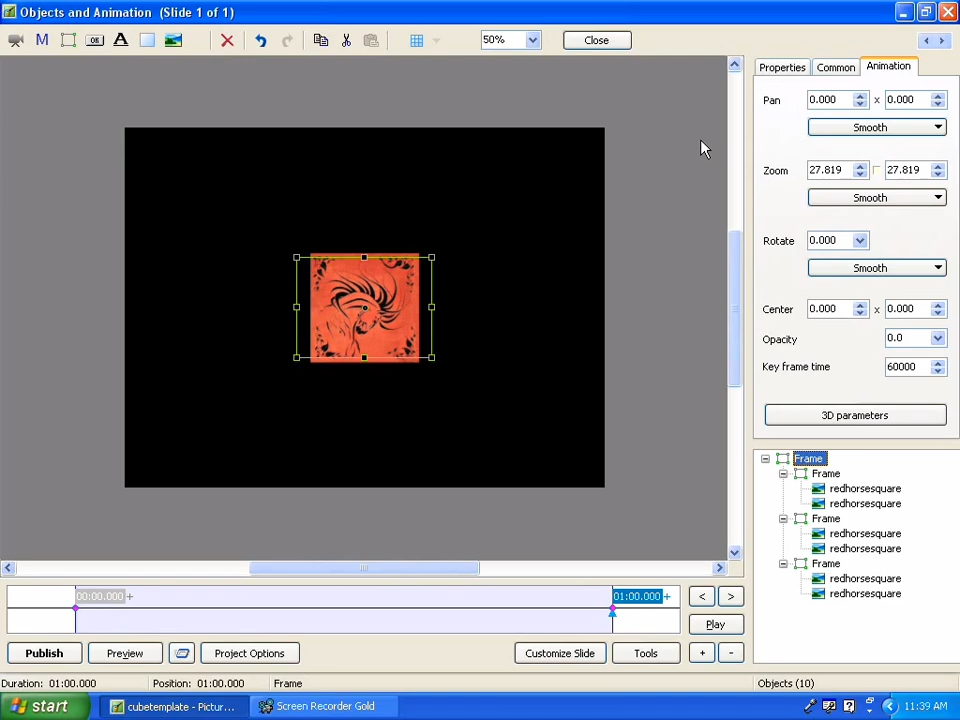 Objects and Animation (Slide 1 of 1)
M OK A 50% Close
Properties Common Animation
Pan 0.000 x 0.000
Smooth
Zoom 27.819 27.819
Smooth
Rotate 0.000
Smooth
Center 0.000 x 0.000
Opacity 0.0
Key frame time 60000
3D parameters
Frame
Frame
redhorsesquare
redhorsesquare
Frame
redhorsesquare
redhorsesquare
Frame
redhorsesquare
redhorsesquare
00:00.000 + 01:00.000 + < >
Play
Publish Preview Project Options Customize Slide Tools + -
Duration: 01:00.000 Position: 01:00.000 Frame Objects (10)
start cubetemplate - Pictur... Screen Recorder Gold 11:39 AM